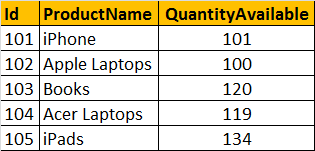 Id ProductName QuantityAvailable
101 iPhone 101
102 Apple Laptops 100
103 Books 120
104 Acer Laptops 119
105 iPads 134